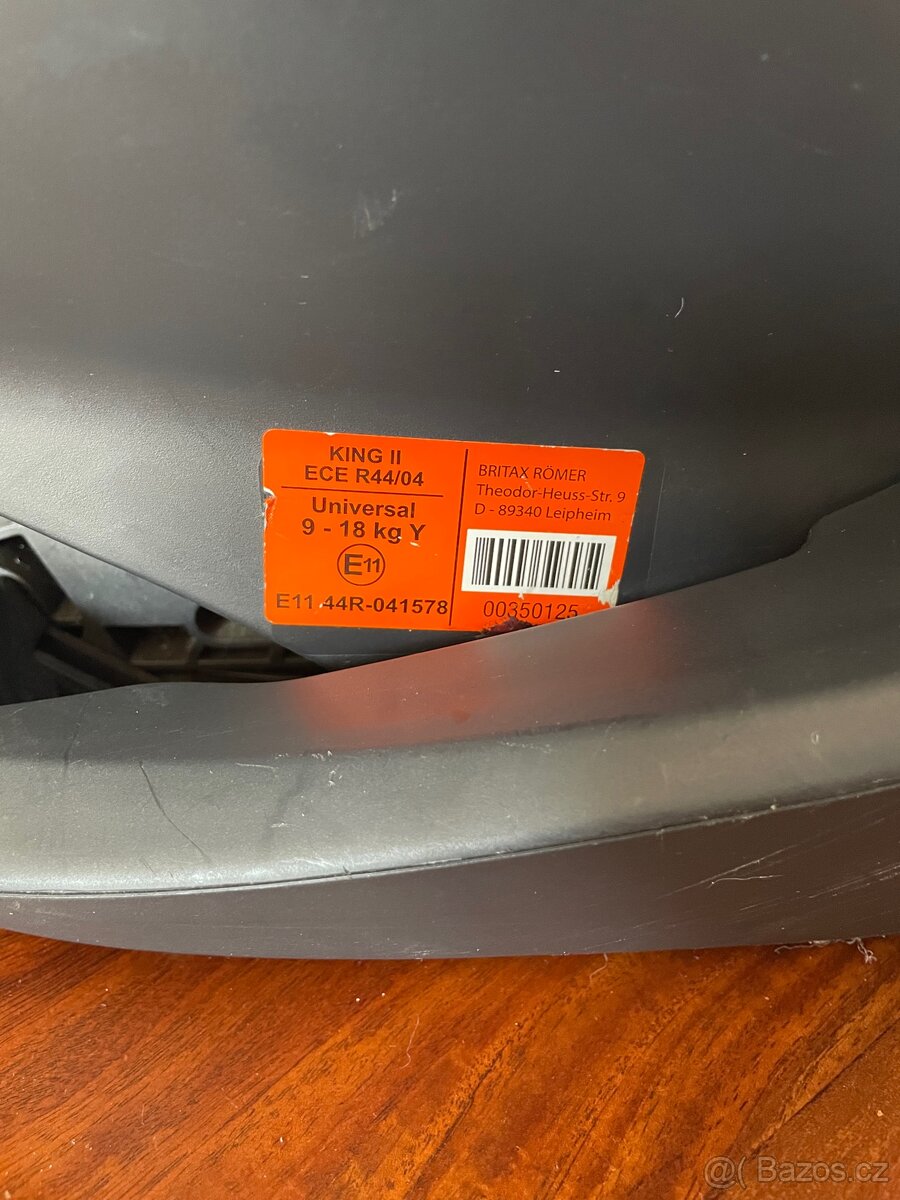 KING II
ECE R44/04
Universal
9 - 18 kg Y
E11
E11 44R-041578
BRITAX RÖMER
Theodor-Heuss-Str. 9
D - 89340 Leipheim
00350125
@( Bazos.cz